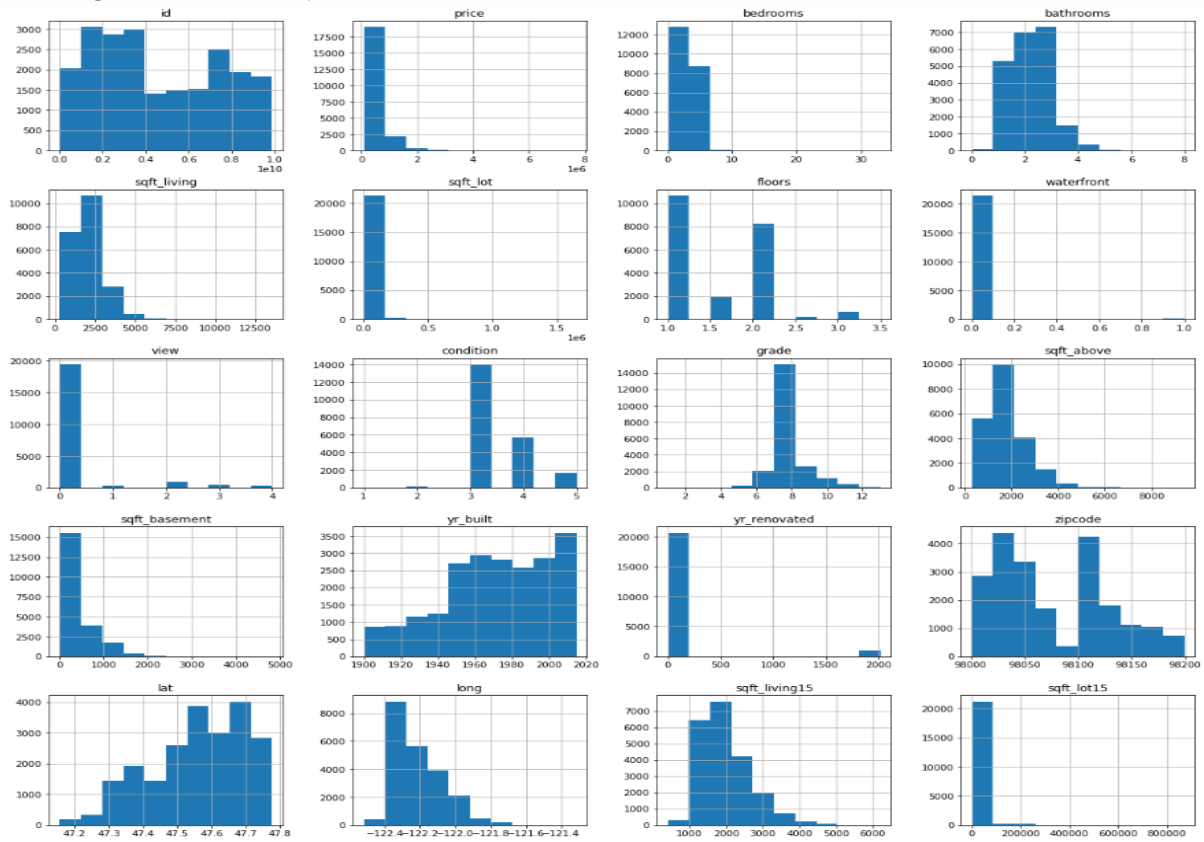 id
price
bedrooms
bathrooms
3000
2500
2000
1500
1000
500
0
0.0 0.2 0.4 0.6 0.8 1.0
1e10
17500
15000
12500
10000
7500
5000
2500
0
0 2 4 6 8
1e6
12000
10000
8000
6000
4000
2000
0
0 10 20 30
7000
6000
5000
4000
3000
2000
1000
0
0 2 4 6 8
sqft_living
sqft_lot
floors
waterfront
10000
8000
6000
4000
2000
0
0 2500 5000 7500 10000 12500
20000
15000
10000
5000
0
0.0 0.5 1.0 1.5
1e6
10000
8000
6000
4000
2000
0
1.0 1.5 2.0 2.5 3.0 3.5
20000
15000
10000
5000
0
0.0 0.2 0.4 0.6 0.8 1.0
view
condition
grade
sqft_above
20000
15000
10000
5000
0
0 1 2 3 4
14000
12000
10000
8000
6000
4000
2000
0
1 2 3 4 5
14000
12000
10000
8000
6000
4000
2000
0
2 4 6 8 10 12
10000
8000
6000
4000
2000
0
0 2000 4000 6000 8000
sqft_basement
yr_built
yr_renovated
zipcode
15000
12500
10000
7500
5000
2500
0
0 1000 2000 3000 4000 5000
3500
3000
2500
2000
1500
1000
500
0
1900 1920 1940 1960 1980 2000 2020
20000
15000
10000
5000
0
0 500 1000 1500 2000
4000
3000
2000
1000
0
98000 98050 98100 98150 98200
lat
long
sqft_living15
sqft_lot15
4000
3000
2000
1000
0
47.2 47.3 47.4 47.5 47.6 47.7 47.8
8000
6000
4000
2000
0
−122.4 −122.2 −122.0 −121.8 −121.6 −121.4
7000
6000
5000
4000
3000
2000
1000
0
1000 2000 3000 4000 5000 6000
20000
15000
10000
5000
0
0 200000 400000 600000 800000